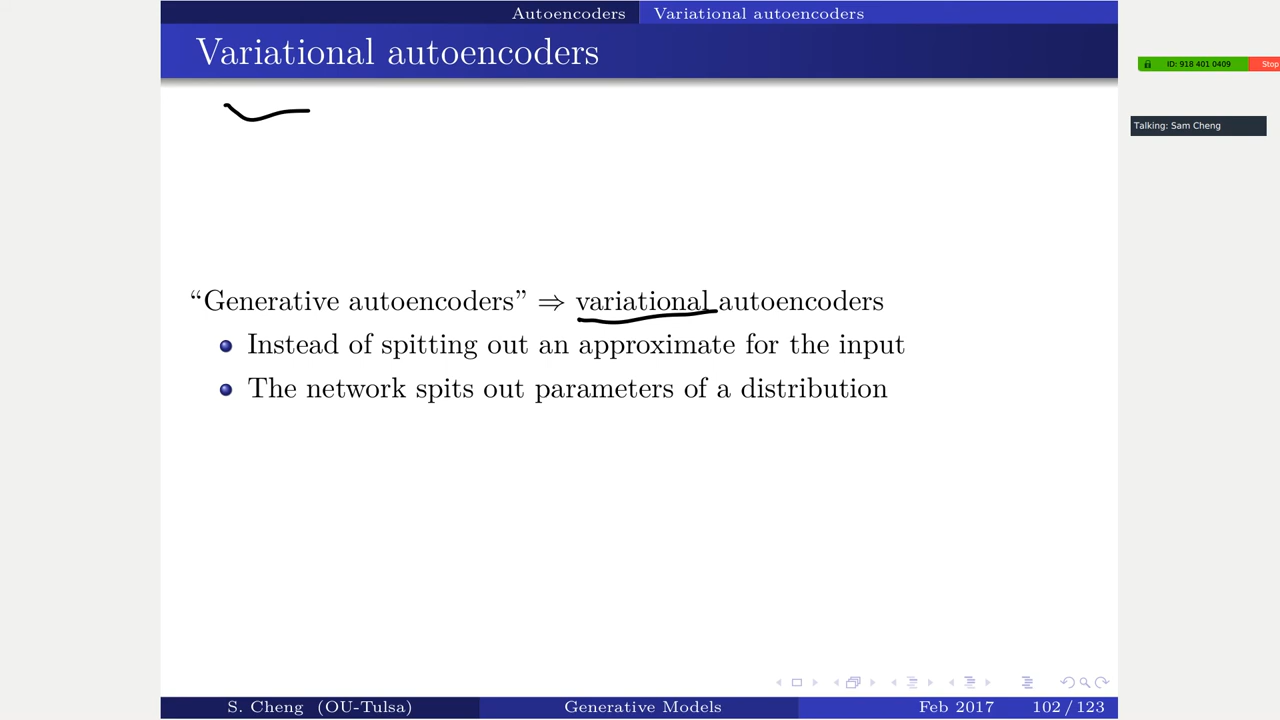 Autoencoders Variational autoencoders
Variational autoencoders
ID: 918 401 0409 Stop
Talking: Sam Cheng
“Generative autoencoders” ⇒ variational autoencoders
Instead of spitting out an approximate for the input
The network spits out parameters of a distribution
S. Cheng (OU-Tulsa) Generative Models Feb 2017 102 / 123